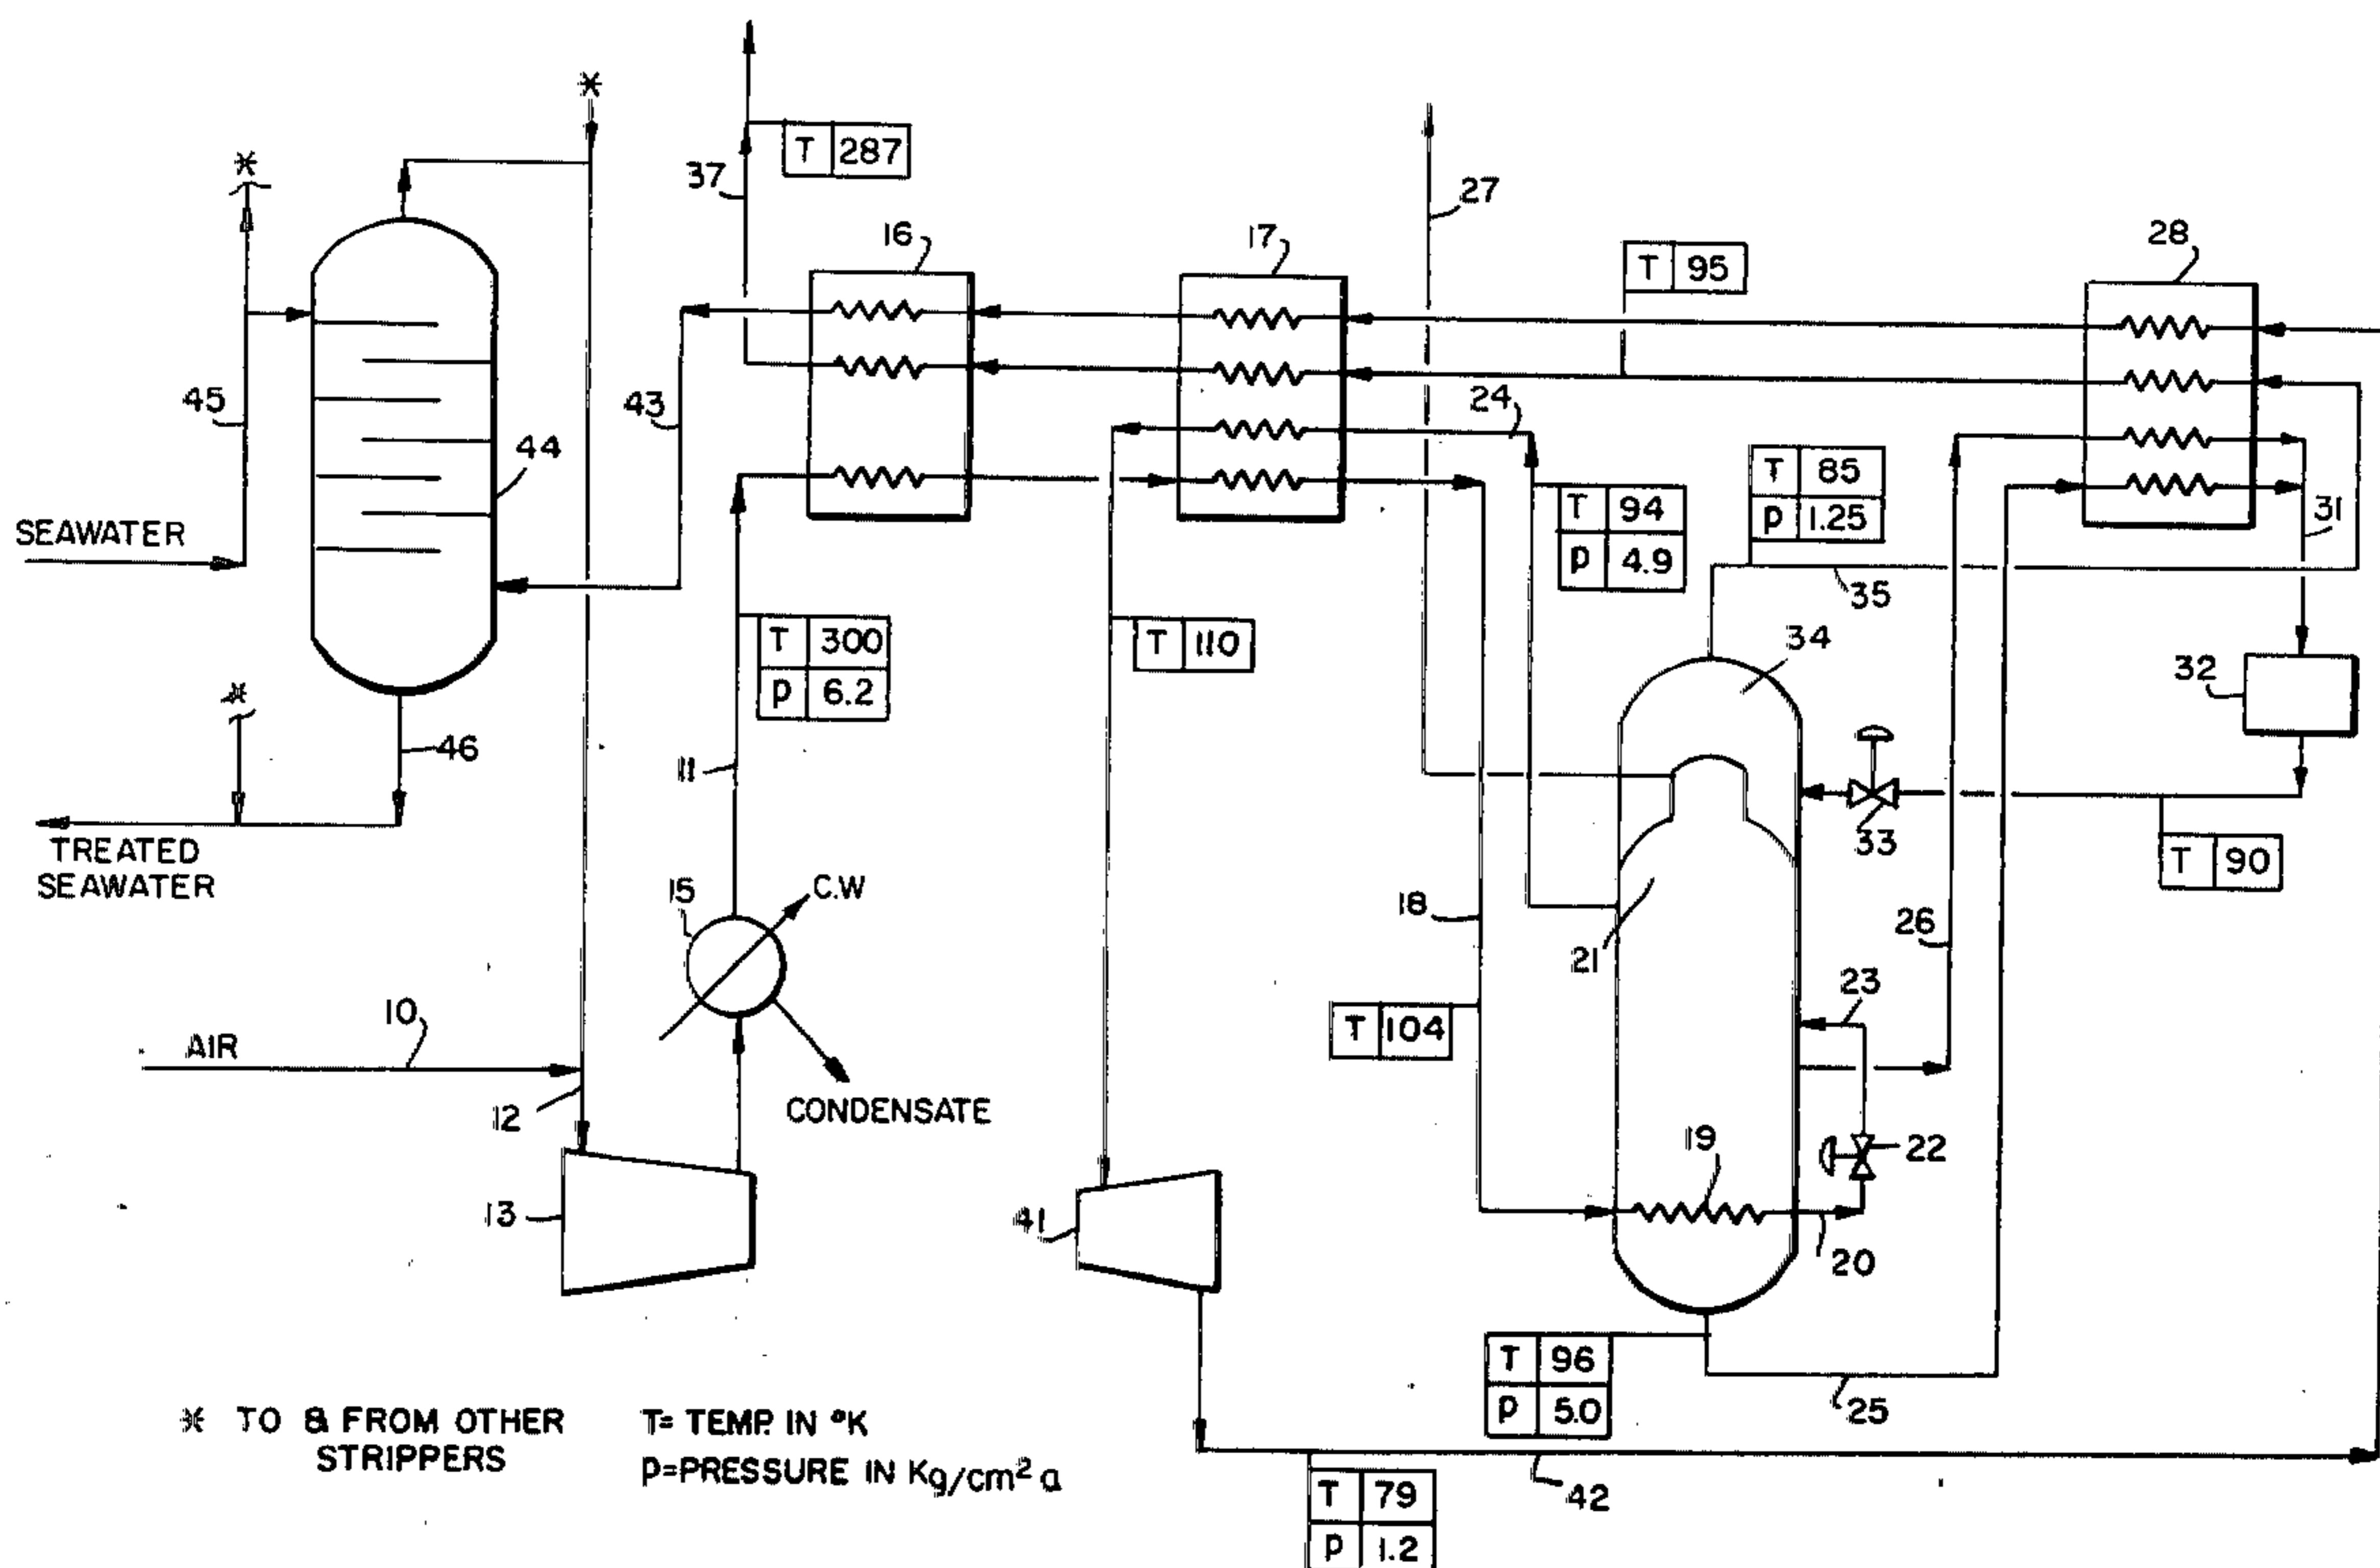 *
*
T 287
37
27
16
17
28
T 95
45
43
24
44
T 85
P 1.25
T 94
P 4.9
31
35
SEAWATER
T 300
P 6.2
T 110
34
32
*
46
11
33
T 90
TREATED
SEAWATER
15
C.W
18
21
26
23
10
AIR
T 104
12
CONDENSATE
19
22
13
41
20
T 96
P 5.0
25
* TO & FROM OTHER
STRIPPERS
T= TEMP. IN °K
P=PRESSURE IN Kg/cm² a
T 79
P 1.2
42